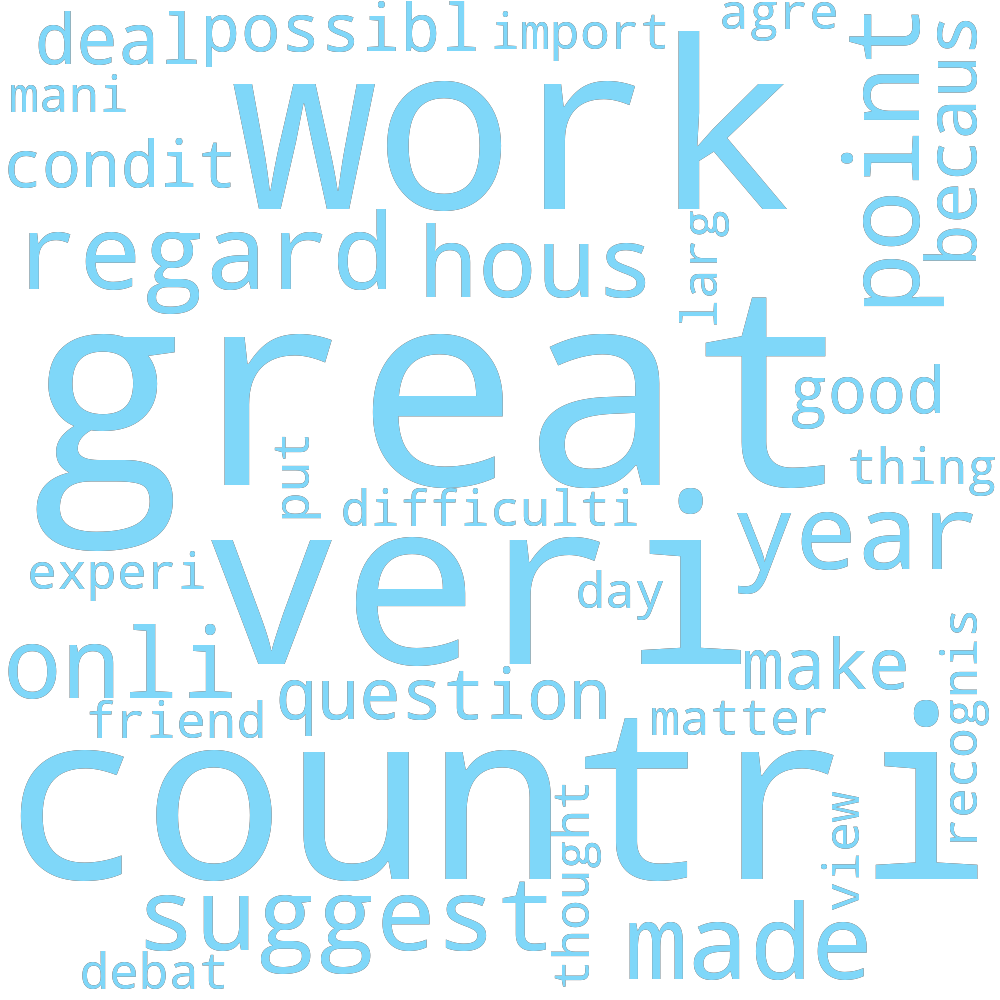 deal
possibl
import
agre
mani
work
point
becaus
condit
regard
hous
larg
great
good
put
thing
difficulti
year
veri
experi
day
onli
make
question
friend
matter
recognis
countri
thought
view
suggest
made
debat